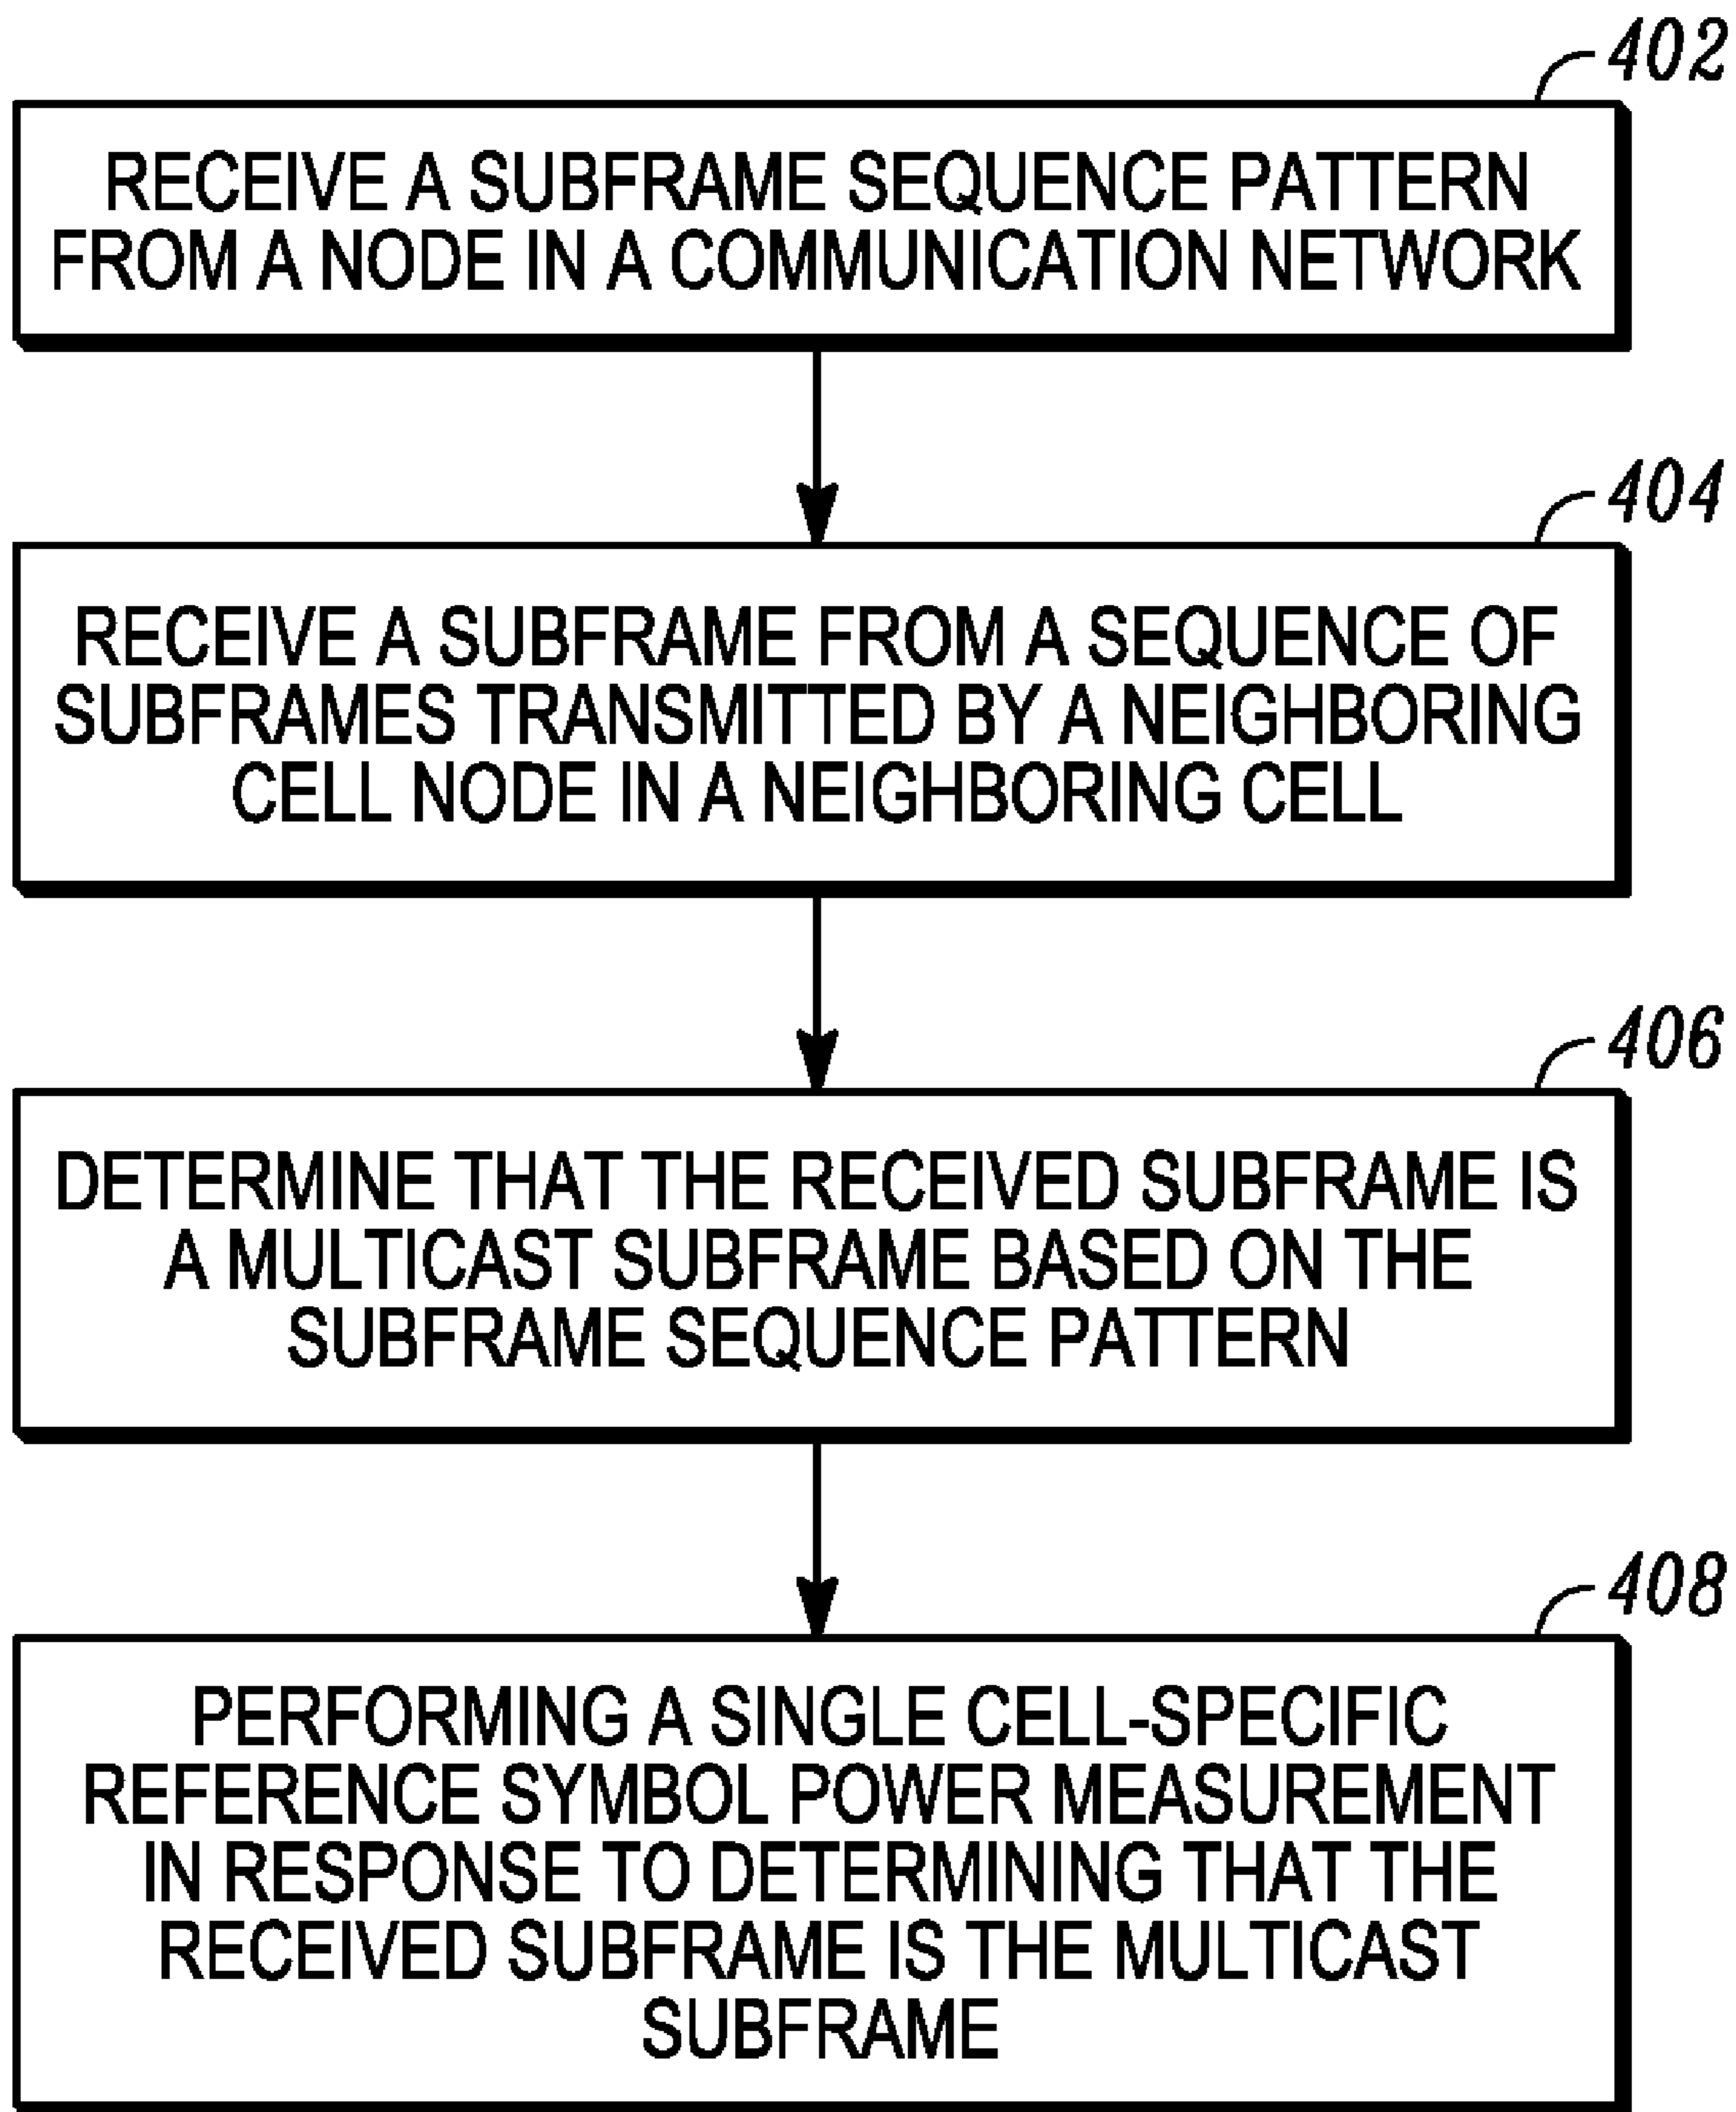 402
RECEIVE A SUBFRAME SEQUENCE PATTERN
FROM A NODE IN A COMMUNICATION NETWORK
404
RECEIVE A SUBFRAME FROM A SEQUENCE OF
SUBFRAMES TRANSMITTED BY A NEIGHBORING
CELL NODE IN A NEIGHBORING CELL
406
DETERMINE THAT THE RECEIVED SUBFRAME IS
A MULTICAST SUBFRAME BASED ON THE
SUBFRAME SEQUENCE PATTERN
408
PERFORMING A SINGLE CELL-SPECIFIC
REFERENCE SYMBOL POWER MEASUREMENT
IN RESPONSE TO DETERMINING THAT THE
RECEIVED SUBFRAME IS THE MULTICAST
SUBFRAME